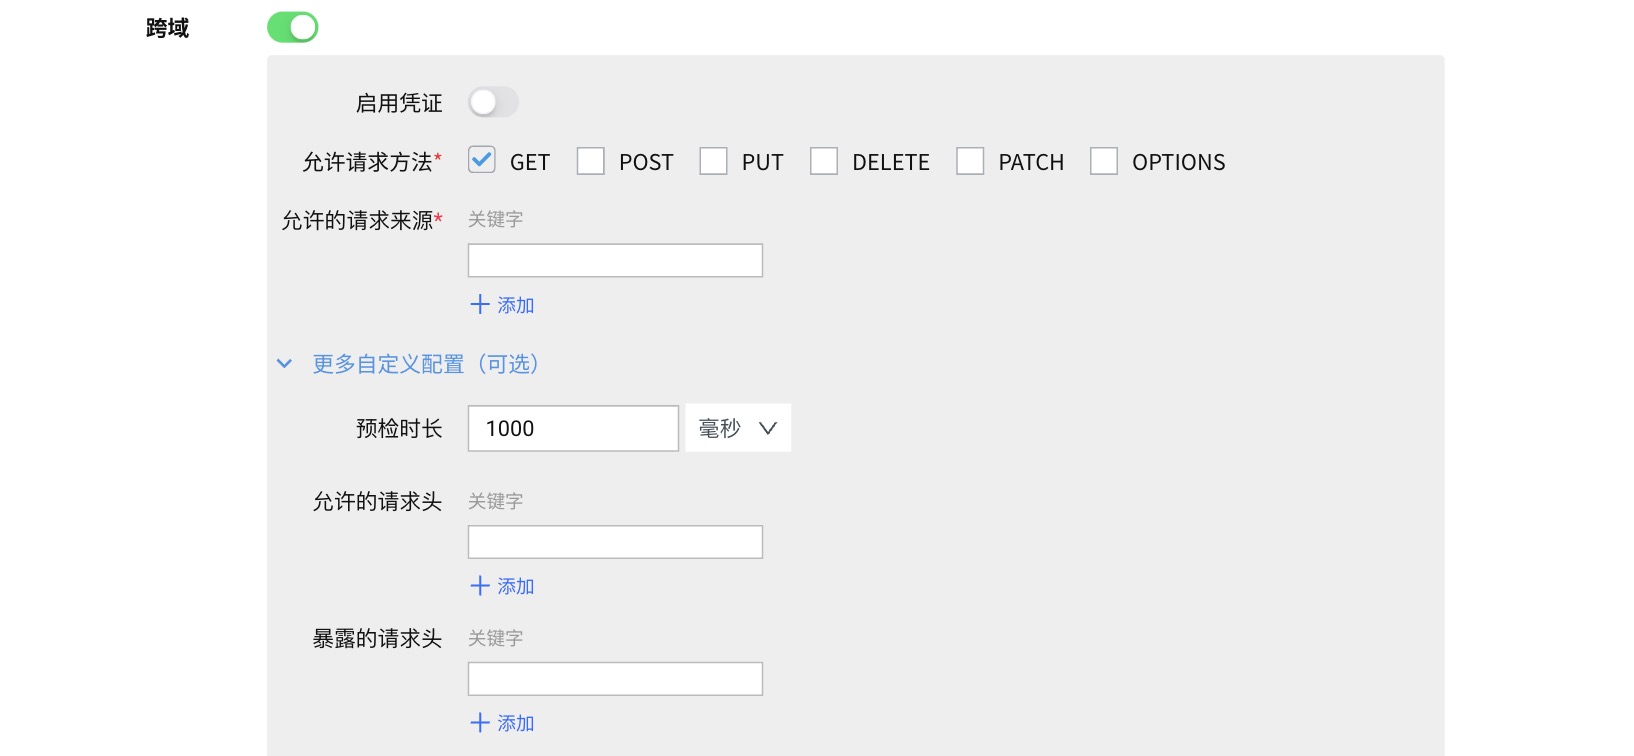 跨域
启用凭证
允许请求方法* GET POST PUT DELETE PATCH OPTIONS
允许的请求来源* 关键字
添加
更多自定义配置（可选）
预检时长 1000 毫秒
允许的请求头 关键字
添加
暴露的请求头 关键字
添加